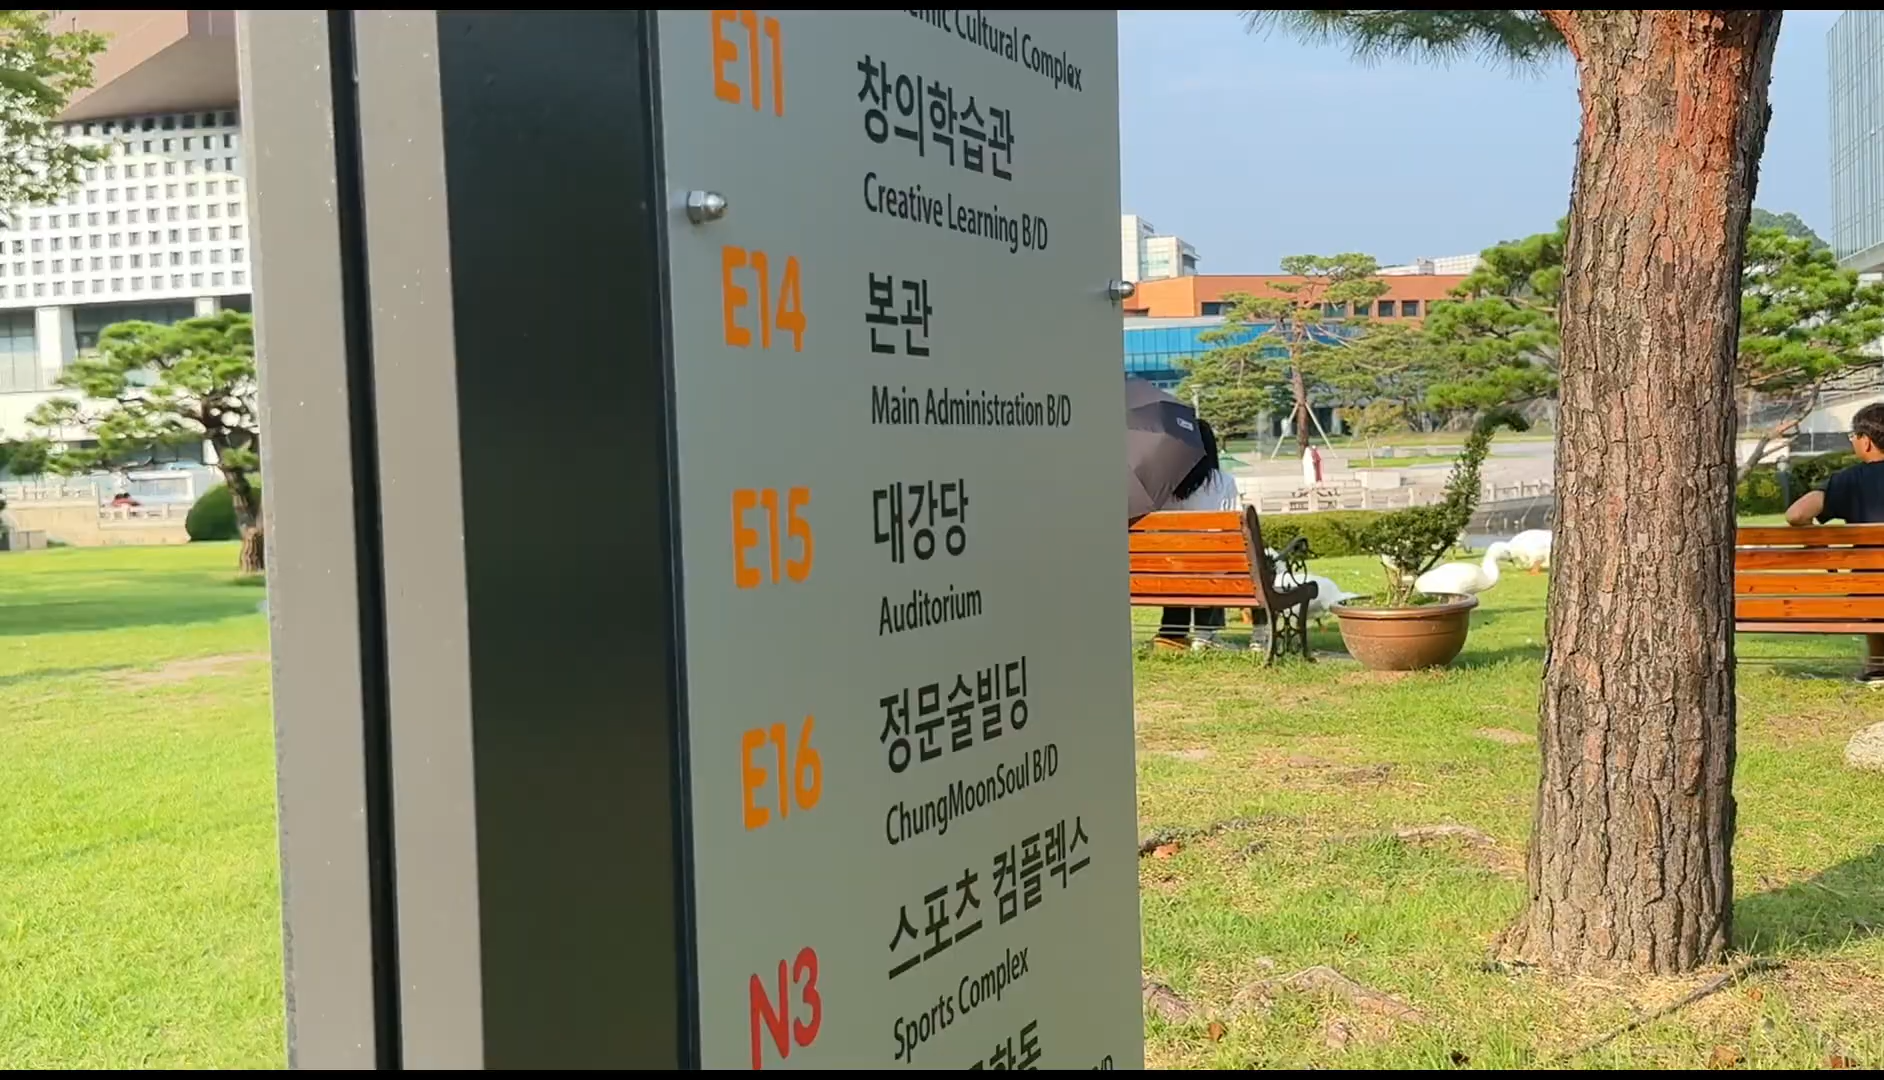 Cultural Complex
E11
창의학습관
Creative Learning B/D
E14
본관
Main Administration B/D
E15
대강당
Auditorium
E16
정문술빌딩
ChungMoonSoul B/D
N3
스포츠 컴플렉스
Sports Complex